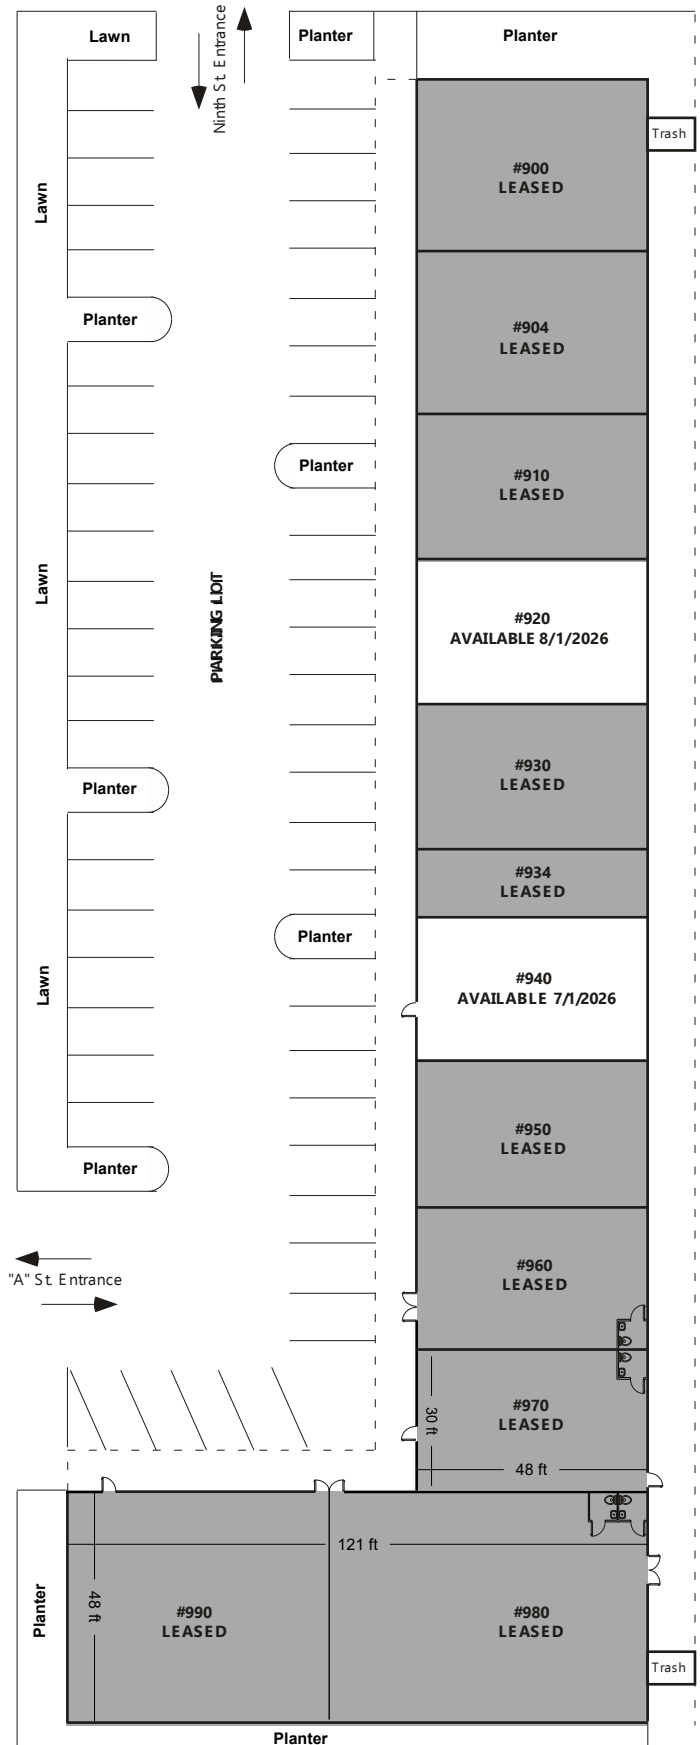 Lawn
Ninth St. Entrance
Planter
Planter
Trash
#900
LEASED
Lawn
Planter
#904
LEASED
Planter
#910
LEASED
Lawn
PARKING LOT
#920
AVAILABLE 8/1/2026
#930
LEASED
Planter
#934
LEASED
Planter
Lawn
#940
AVAILABLE 7/1/2026
#950
LEASED
Planter
"A" St. Entrance
#960
LEASED
30 ft
#970
LEASED
48 ft
121 ft
48 ft
Planter
#990
LEASED
#980
LEASED
Trash
Planter